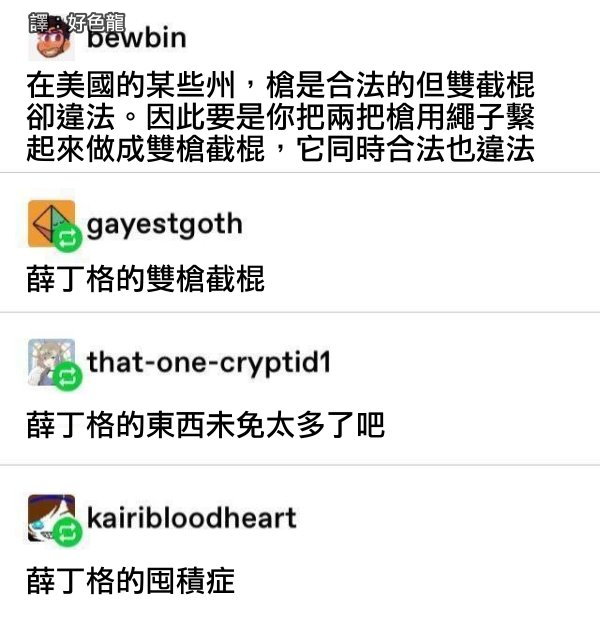 譯：好色龍
bewbin
在美國的某些州，槍是合法的但雙截棍
卻違法。因此要是你把兩把槍用繩子繫
起來做成雙槍截棍，它同時合法也違法
gayestgoth
薛丁格的雙槍截棍
that-one-cryptid1
薛丁格的東西未免太多了吧
kairibloodheart
薛丁格的囤積症